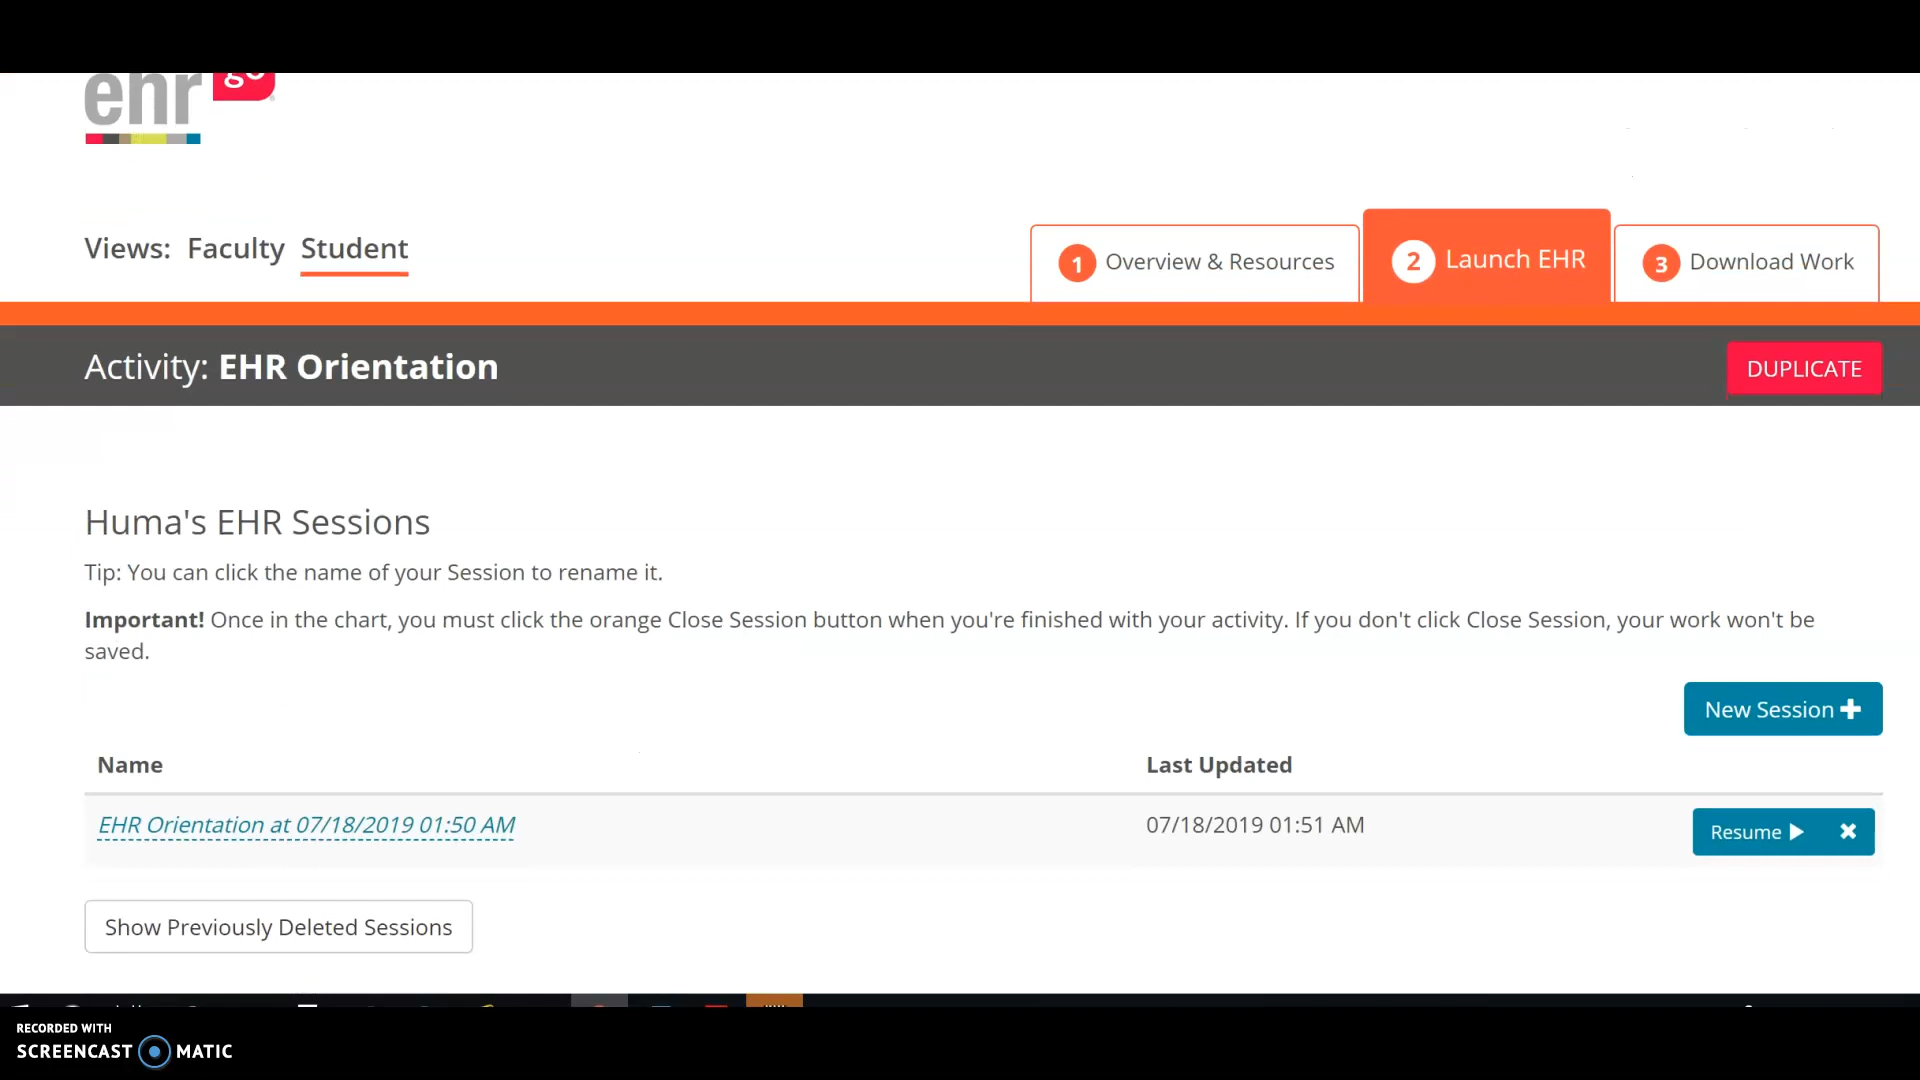 ehr go
Views: Faculty Student
1 Overview & Resources
2 Launch EHR
3 Download Work
Activity: EHR Orientation
DUPLICATE
Huma's EHR Sessions
Tip: You can click the name of your Session to rename it.
Important! Once in the chart, you must click the orange Close Session button when you're finished with your activity. If you don't click Close Session, your work won't be
saved.
New Session
Name Last Updated
EHR Orientation at 07/18/2019 01:50 AM 07/18/2019 01:51 AM Resume
Show Previously Deleted Sessions
RECORDED WITH
SCREENCAST MATIC